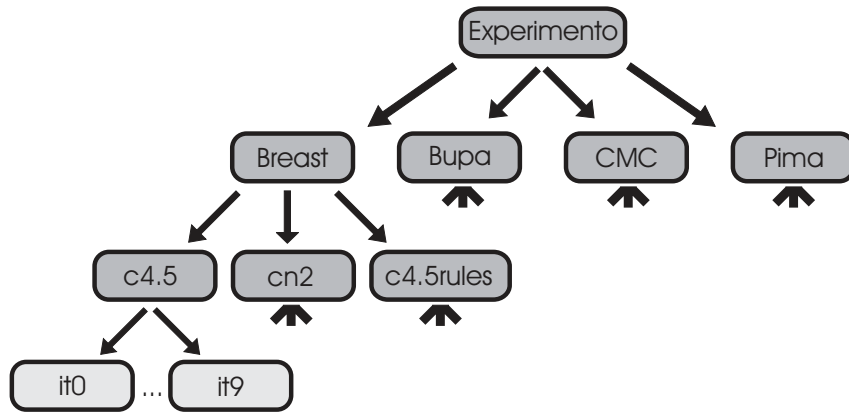 Experimento
Breast
Bupa
CMC
Pima
c4.5
cn2
c4.5rules
it0
...
it9